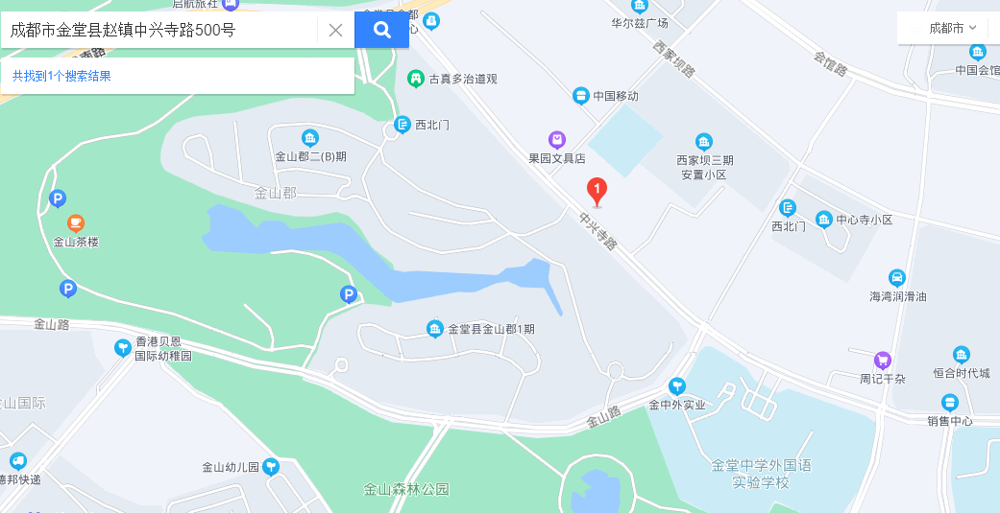 启航旅社
华尔兹广场
成都市金堂县赵镇中兴寺路500号
成都市
西家坝路
会馆路
共找到1个搜索结果
中国会馆
古真多治道观
中国移动
西北门
金山郡二(B)期
果园文具店
西家坝三期
安置小区
1
金山郡
P
中兴寺路
西北门
中心寺小区
金山茶楼
P
P
海湾润滑油
金山路
金堂县金山郡1期
香港贝恩
国际幼稚园
周记干杂
恒合时代城
金山国际
金中外实业
金山路
销售中心
金山幼儿园
金堂中学外国语
实验学校
德邦快递
金山森林公园